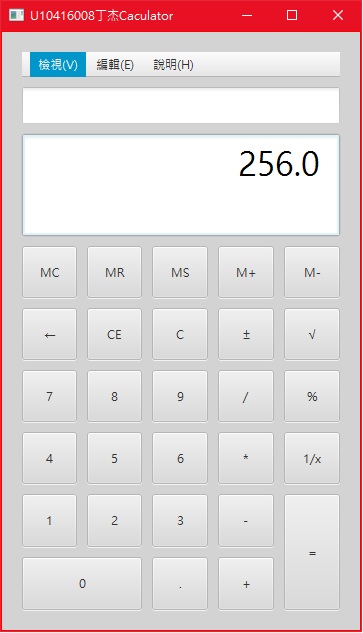 U10416008丁杰Caculator
檢視(V) 編輯(E) 說明(H)
256.0
MC MR MS M+ M-
← CE C ± √
7 8 9 / %
4 5 6 * 1/x
1 2 3 -
=
0 . +